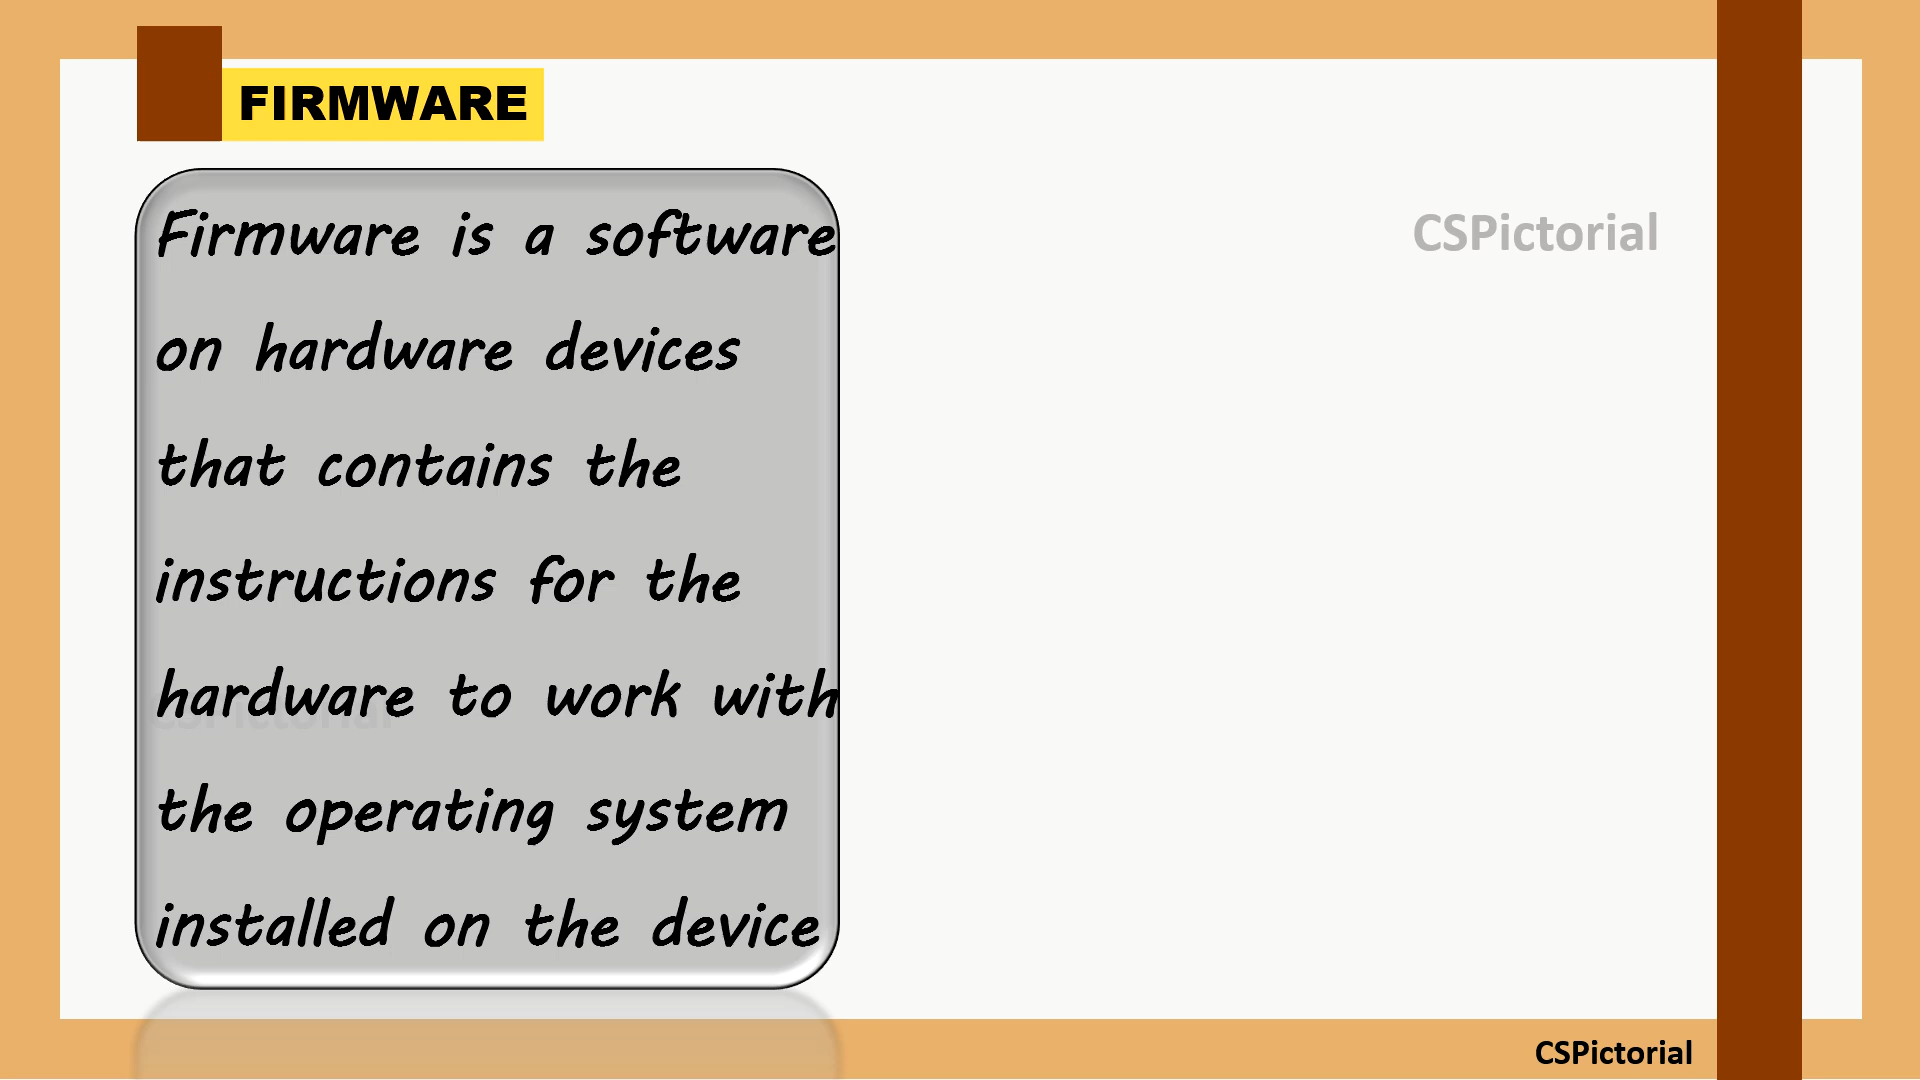 FIRMWARE
Firmware is a software
on hardware devices
that contains the
instructions for the
hardware to work with
the operating system
installed on the device
CSPictorial
CSPictorial
CSPictorial